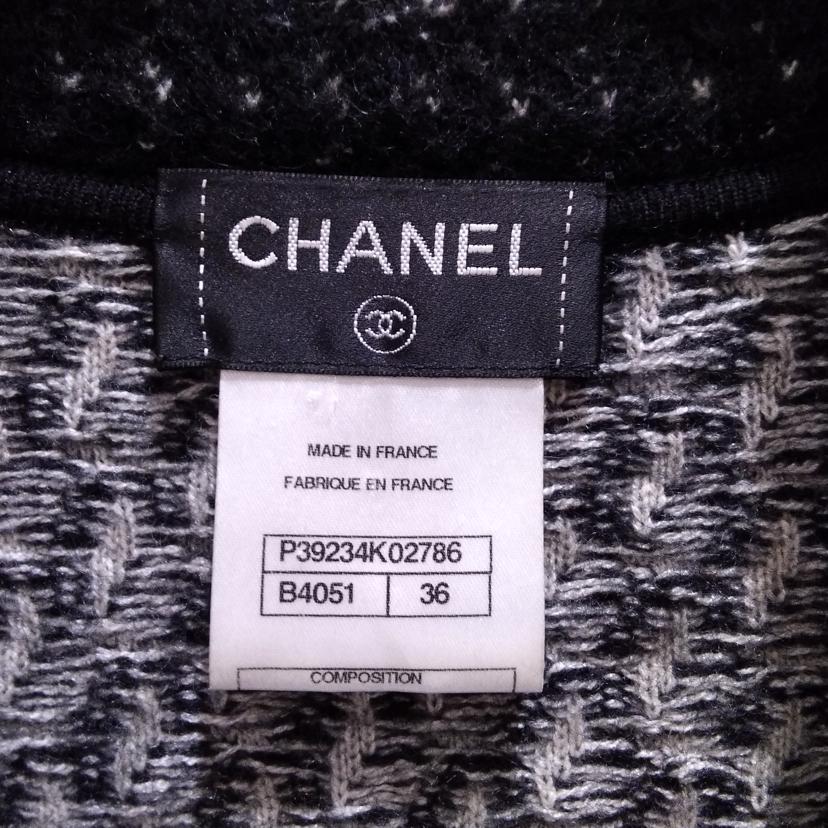 CHANEL
MADE IN FRANCE
FABRIQUE EN FRANCE
P39234K02786
B4051 36
COMPOSITION